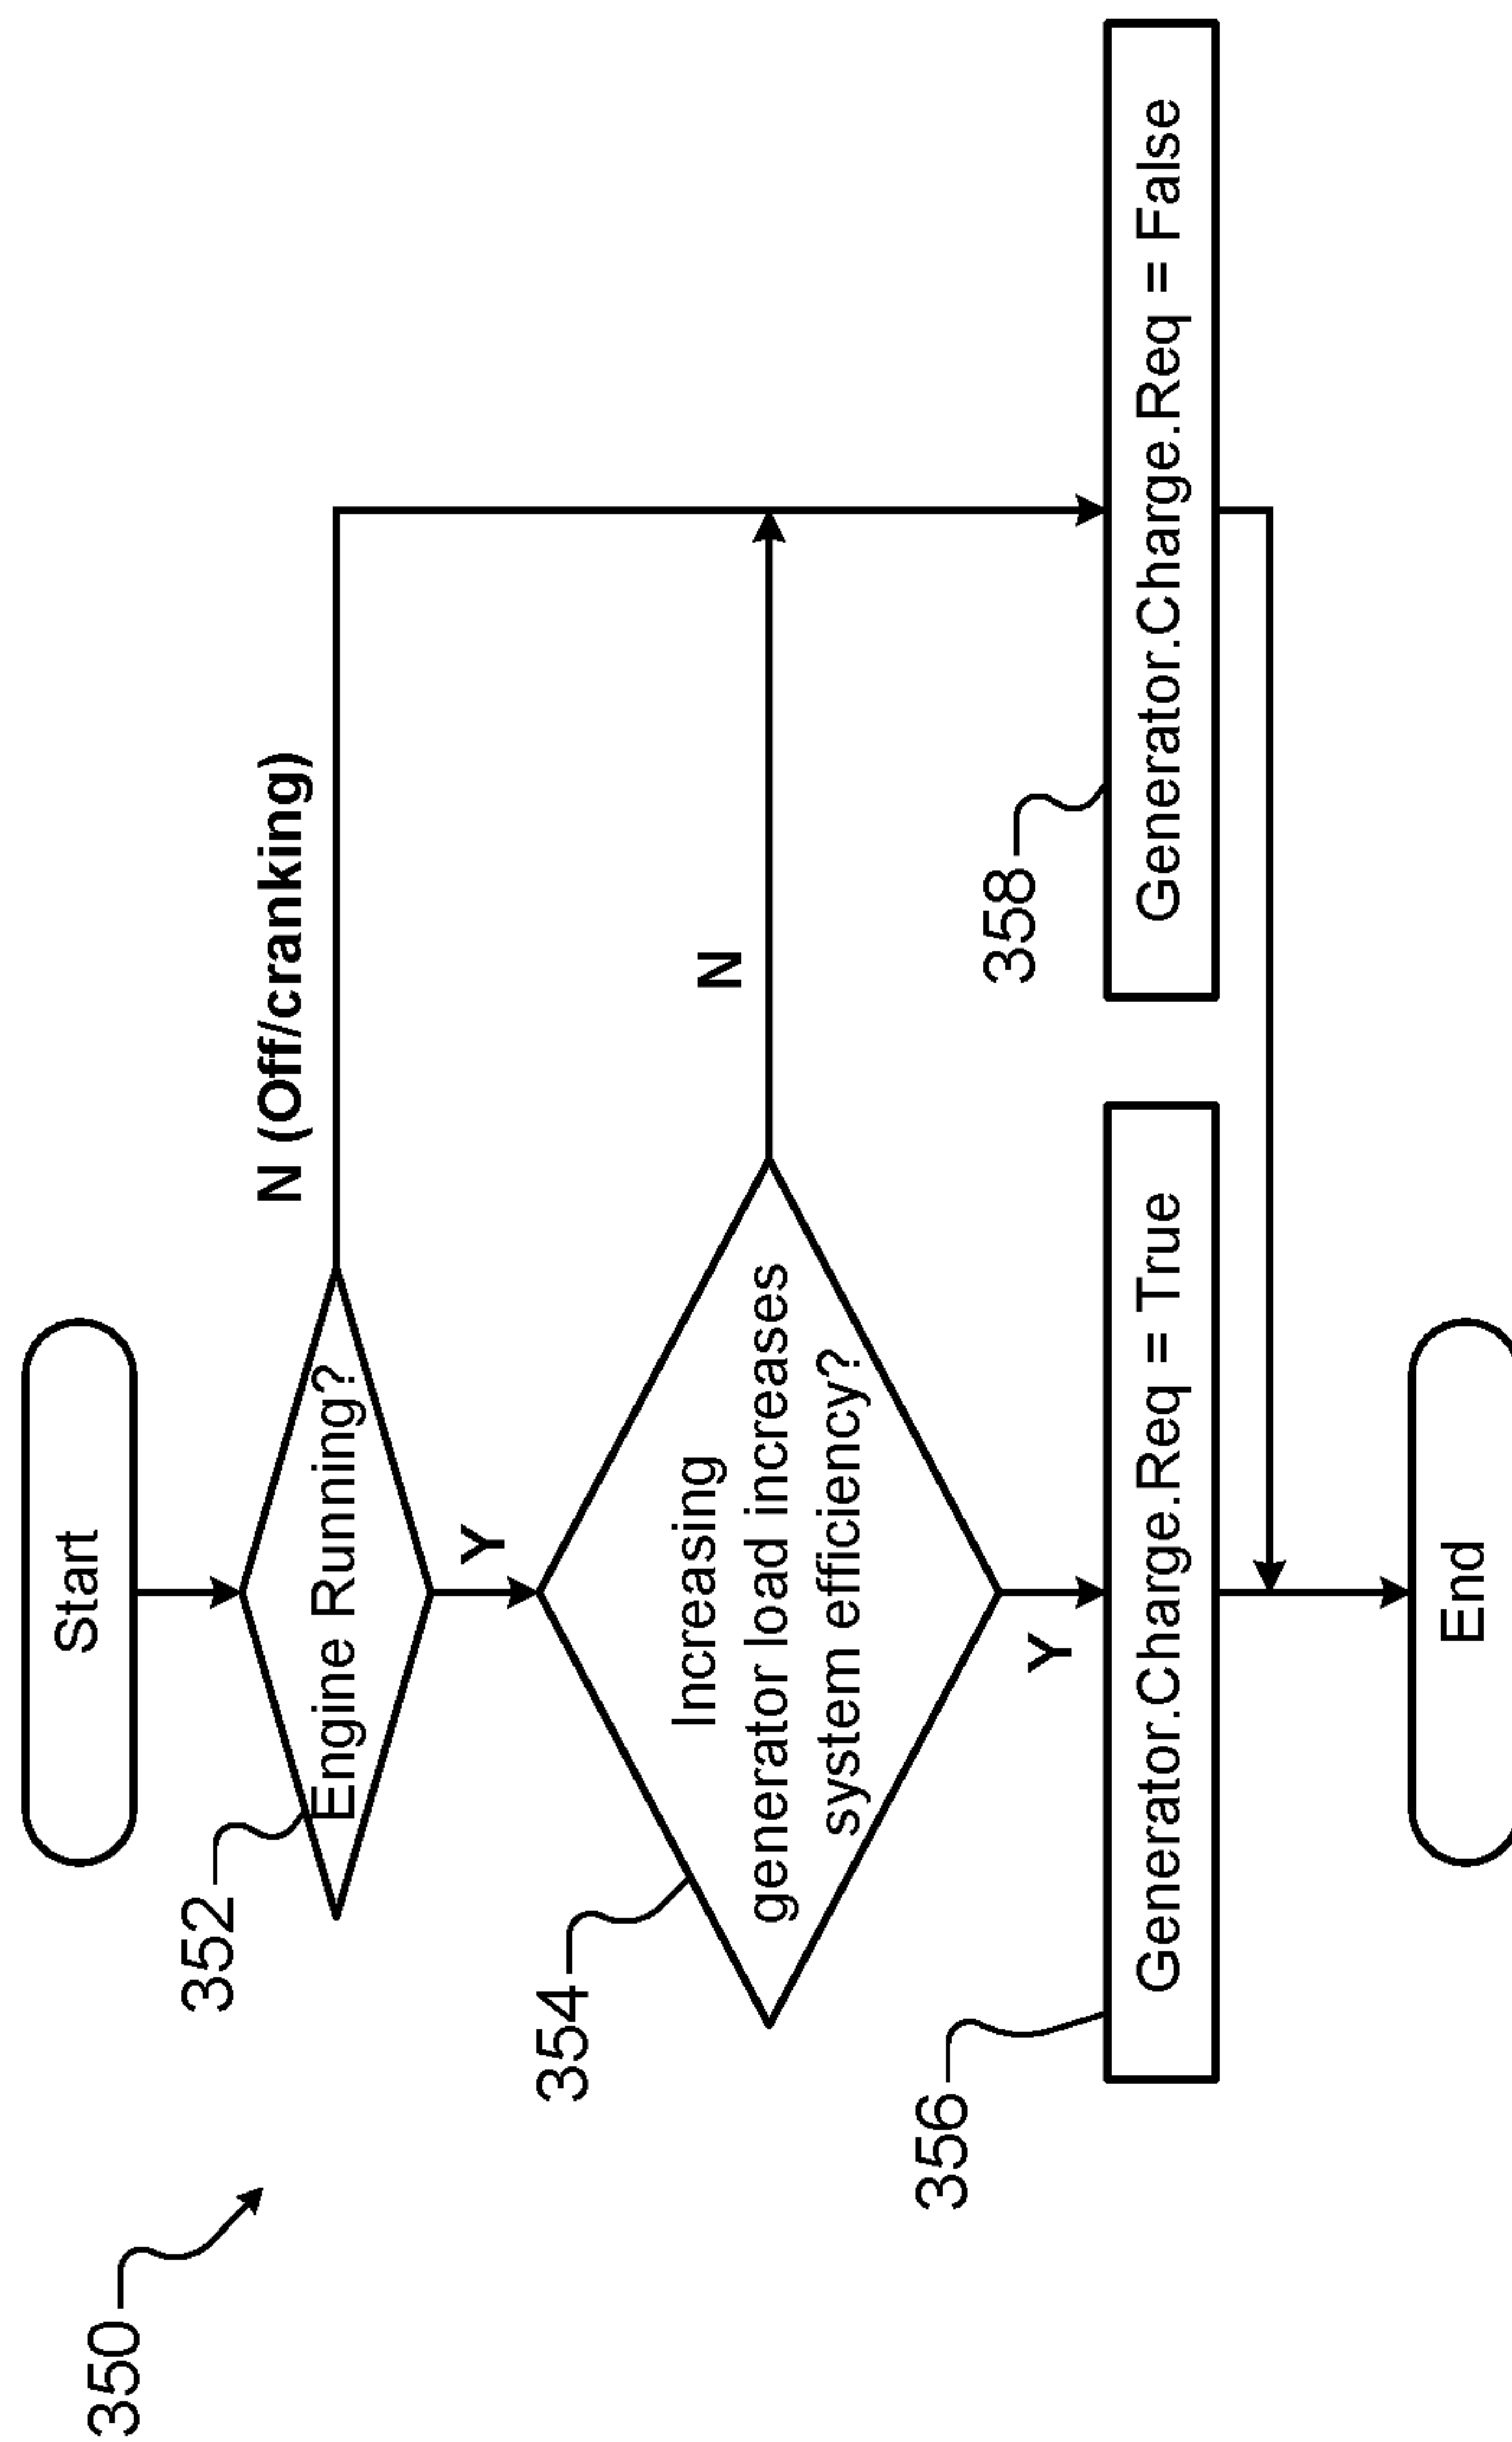 350
Start
352
Engine Running?
N (Off/cranking)
Y
354
Increasing
generator load increases
system efficiency?
N
Y
356
Generator.Charge.Req = True
358
Generator.Charge.Req = False
End